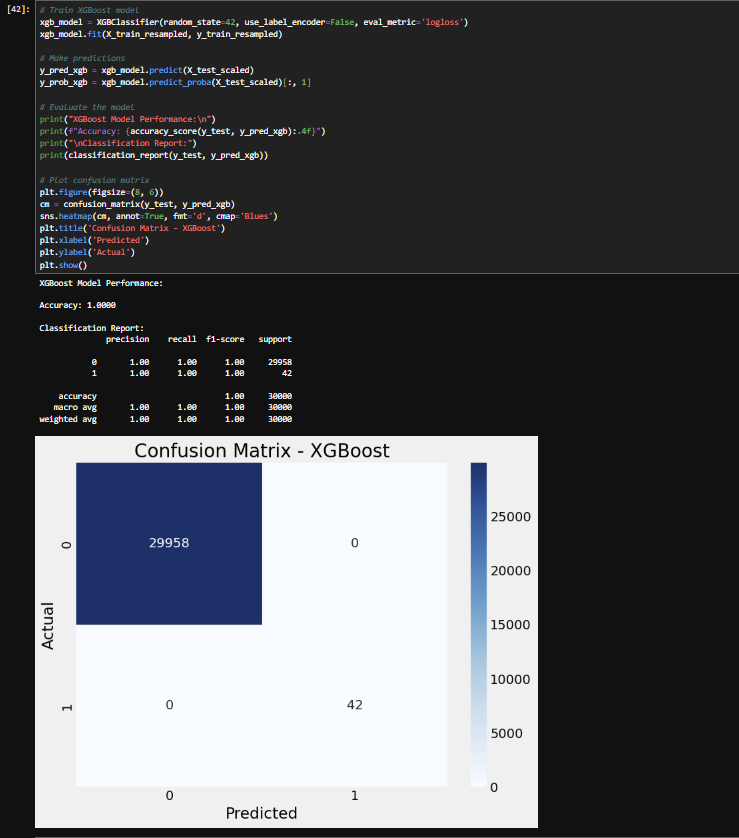 [42]:
# Train XGBoost model
xgb_model = XGBClassifier(random_state=42, use_label_encoder=False, eval_metric='logloss')
xgb_model.fit(X_train_resampled, y_train_resampled)
# Make predictions
y_pred_xgb = xgb_model.predict(X_test_scaled)
y_prob_xgb = xgb_model.predict_proba(X_test_scaled)[:, 1]
# Evaluate the model
print("XGBoost Model Performance:\n")
print(f"Accuracy: {accuracy_score(y_test, y_pred_xgb):.4f}")
print("\nClassification Report:")
print(classification_report(y_test, y_pred_xgb))
# Plot confusion matrix
plt.figure(figsize=(8, 6))
cm = confusion_matrix(y_test, y_pred_xgb)
sns.heatmap(cm, annot=True, fmt='d', cmap='Blues')
plt.title('Confusion Matrix - XGBoost')
plt.xlabel('Predicted')
plt.ylabel('Actual')
plt.show()
XGBoost Model Performance:
Accuracy: 1.0000
Classification Report:
precision recall f1-score support
0 1.00 1.00 1.00 29958
1 1.00 1.00 1.00 42
accuracy 1.00 30000
macro avg 1.00 1.00 1.00 30000
weighted avg 1.00 1.00 1.00 30000
Confusion Matrix - XGBoost
29958 0
0 42
0
1
Actual
0 1
Predicted
25000
20000
15000
10000
5000
0